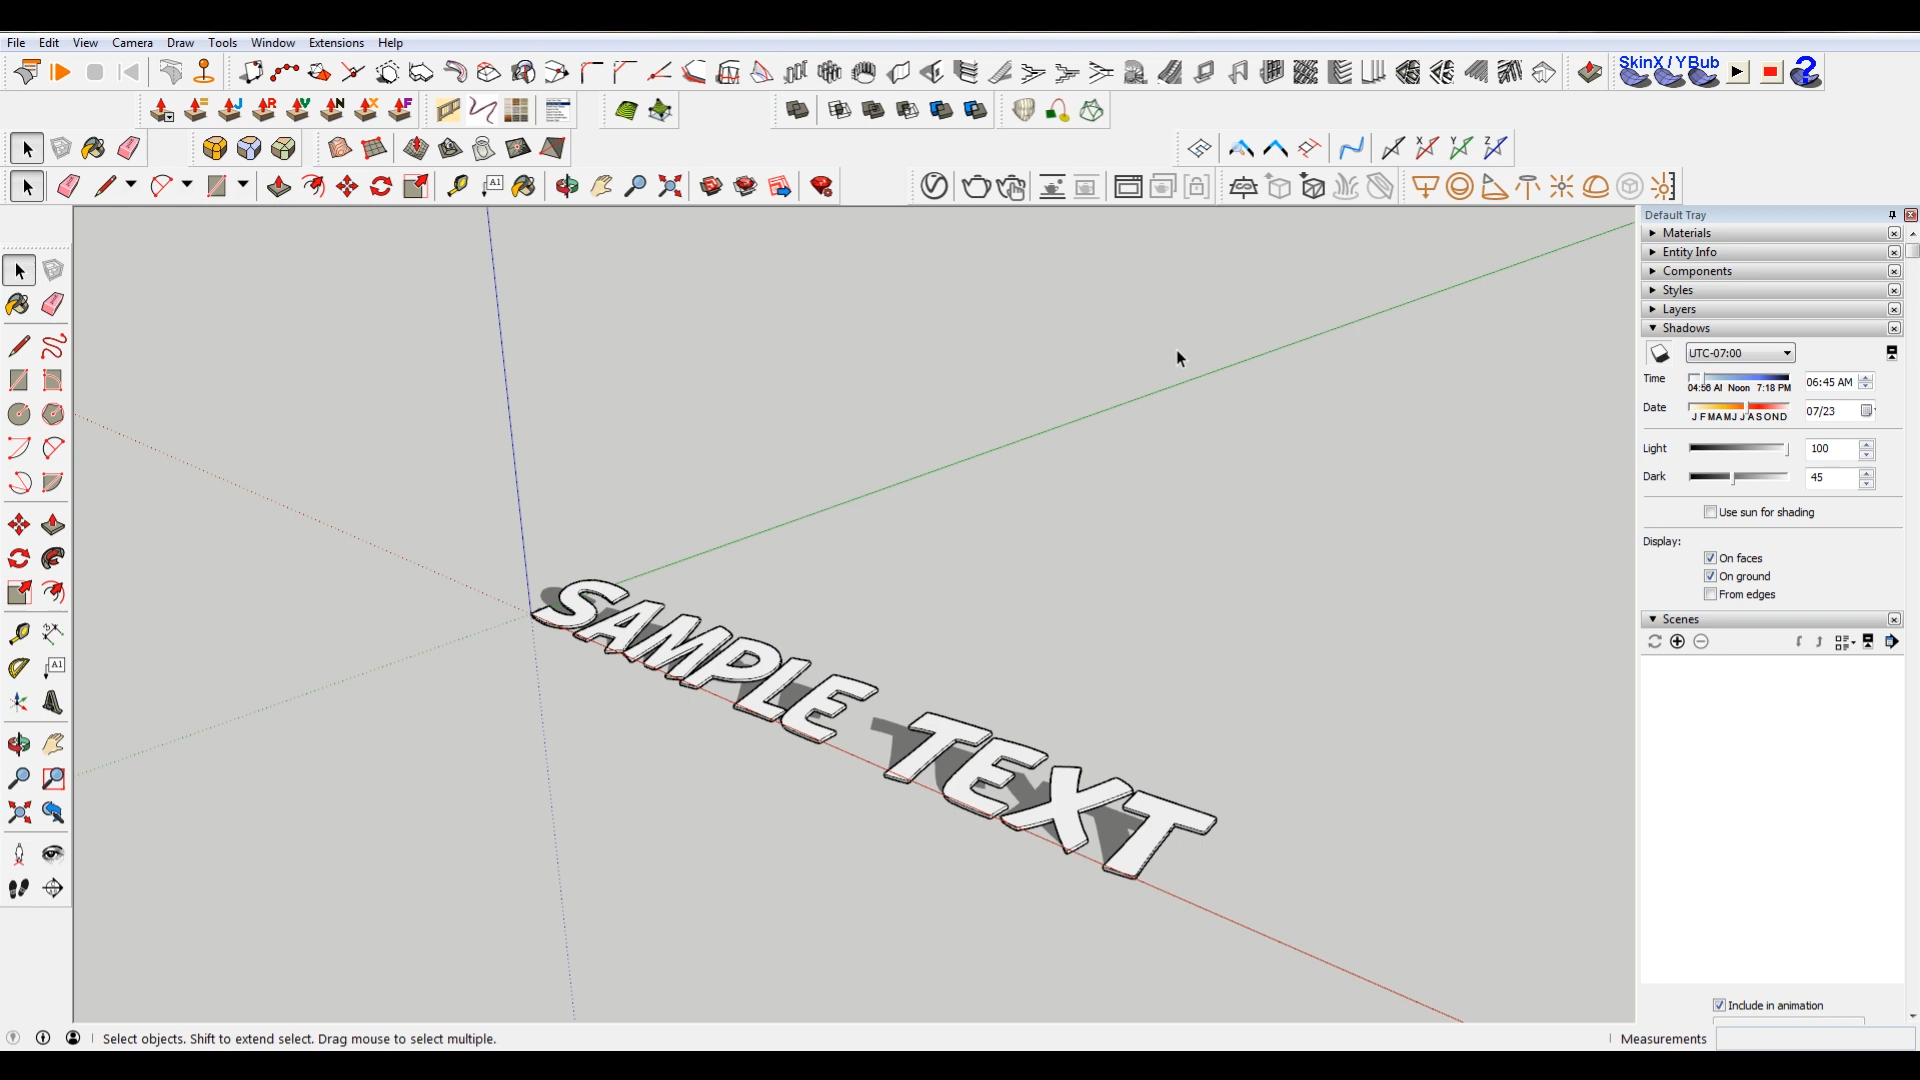 File Edit View Camera Draw Tools Window Extensions Help
SkinX / YBub
= J R V N X F
X Y Z
A1
Default Tray
Materials
Entity Info
Components
Styles
Layers
Shadows
UTC-07:00
Time 04:56 AI Noon 7:18 PM 06:45 AM
Date J F M A M J J A S O N D 07/23
Light 100
Dark 45
Use sun for shading
Display:
On faces
On ground
From edges
Scenes
A1
SAMPLE TEXT
Include in animation
Select objects. Shift to extend select. Drag mouse to select multiple.
Measurements